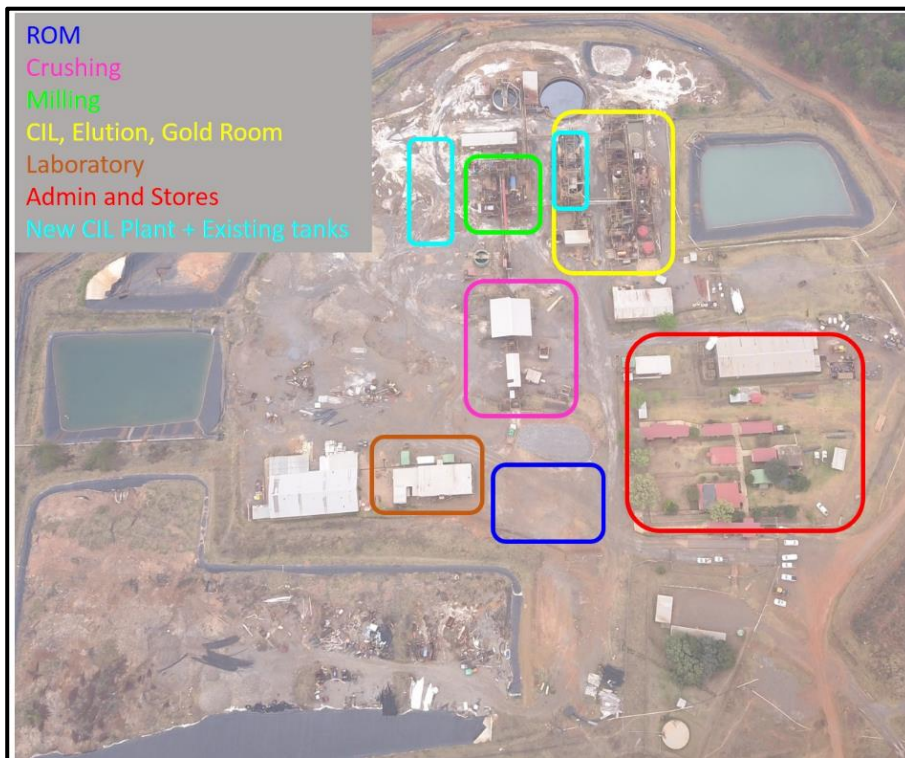 ROM
Crushing
Milling
CIL, Elution, Gold Room
Laboratory
Admin and Stores
New CIL Plant + Existing tanks